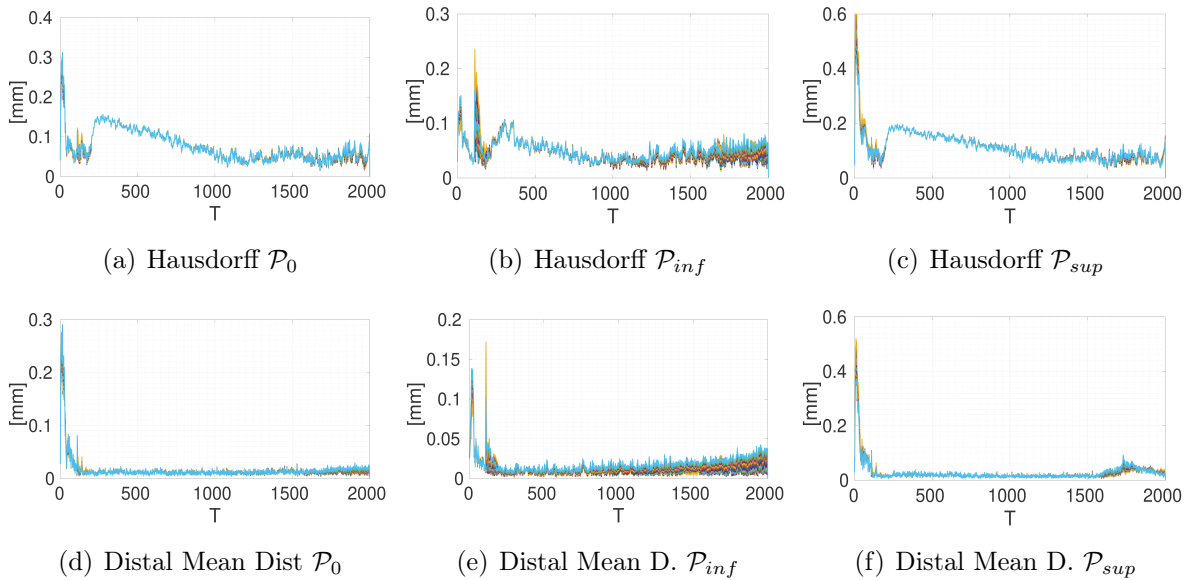 0.4
0.3
0.2
0.1
0
[mm]
0 500 1000 1500 2000
T
(a) Hausdorff 𝒫₀
0.3
0.2
0.1
0
[mm]
0 500 1000 1500 2000
T
(b) Hausdorff 𝒫inf
0.6
0.4
0.2
0
[mm]
0 500 1000 1500 2000
T
(c) Hausdorff 𝒫sup
0.3
0.2
0.1
0
[mm]
0 500 1000 1500 2000
T
(d) Distal Mean Dist 𝒫₀
0.2
0.15
0.1
0.05
0
[mm]
0 500 1000 1500 2000
T
(e) Distal Mean D. 𝒫inf
0.6
0.4
0.2
0
[mm]
0 500 1000 1500 2000
T
(f) Distal Mean D. 𝒫sup